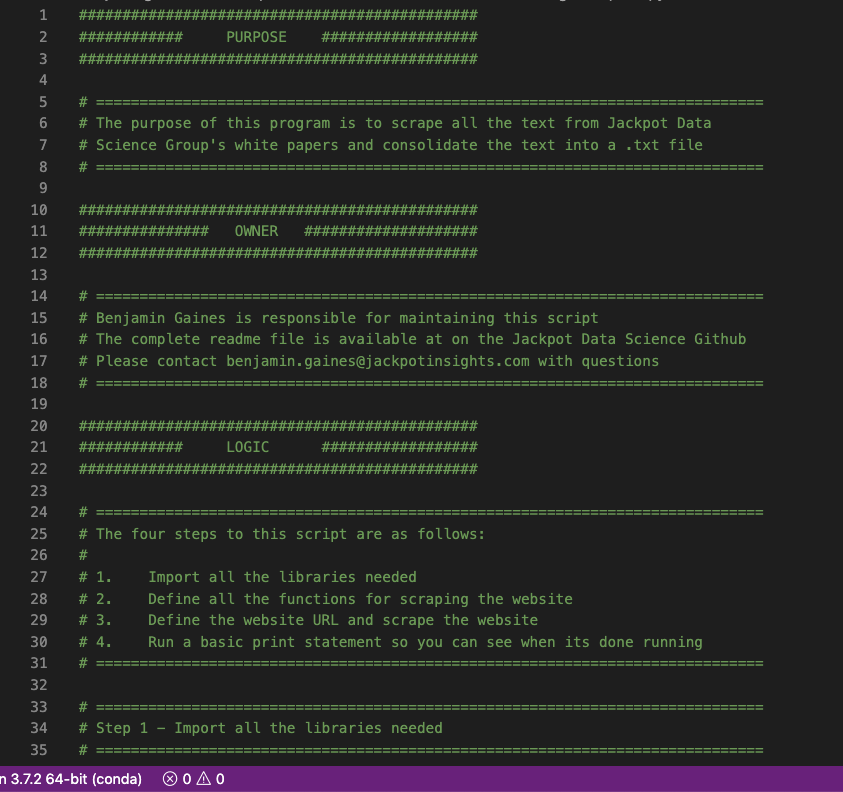 1 ##############################################
2 ############     PURPOSE    ##################
3 ##############################################
4
5 # =============================================================================
6 # The purpose of this program is to scrape all the text from Jackpot Data
7 # Science Group's white papers and consolidate the text into a .txt file
8 # =============================================================================
9
10 ##############################################
11 ###############   OWNER   ####################
12 ##############################################
13
14 # =============================================================================
15 # Benjamin Gaines is responsible for maintaining this script
16 # The complete readme file is available at on the Jackpot Data Science Github
17 # Please contact benjamin.gaines@jackpotinsights.com with questions
18 # =============================================================================
19
20 ##############################################
21 ############     LOGIC      ##################
22 ##############################################
23
24 # =============================================================================
25 # The four steps to this script are as follows:
26 #
27 # 1.    Import all the libraries needed
28 # 2.    Define all the functions for scraping the website
29 # 3.    Define the website URL and scrape the website
30 # 4.    Run a basic print statement so you can see when its done running
31 # =============================================================================
32
33 # =============================================================================
34 # Step 1 – Import all the libraries needed
35 # =============================================================================
n 3.7.2 64-bit (conda) 0 0